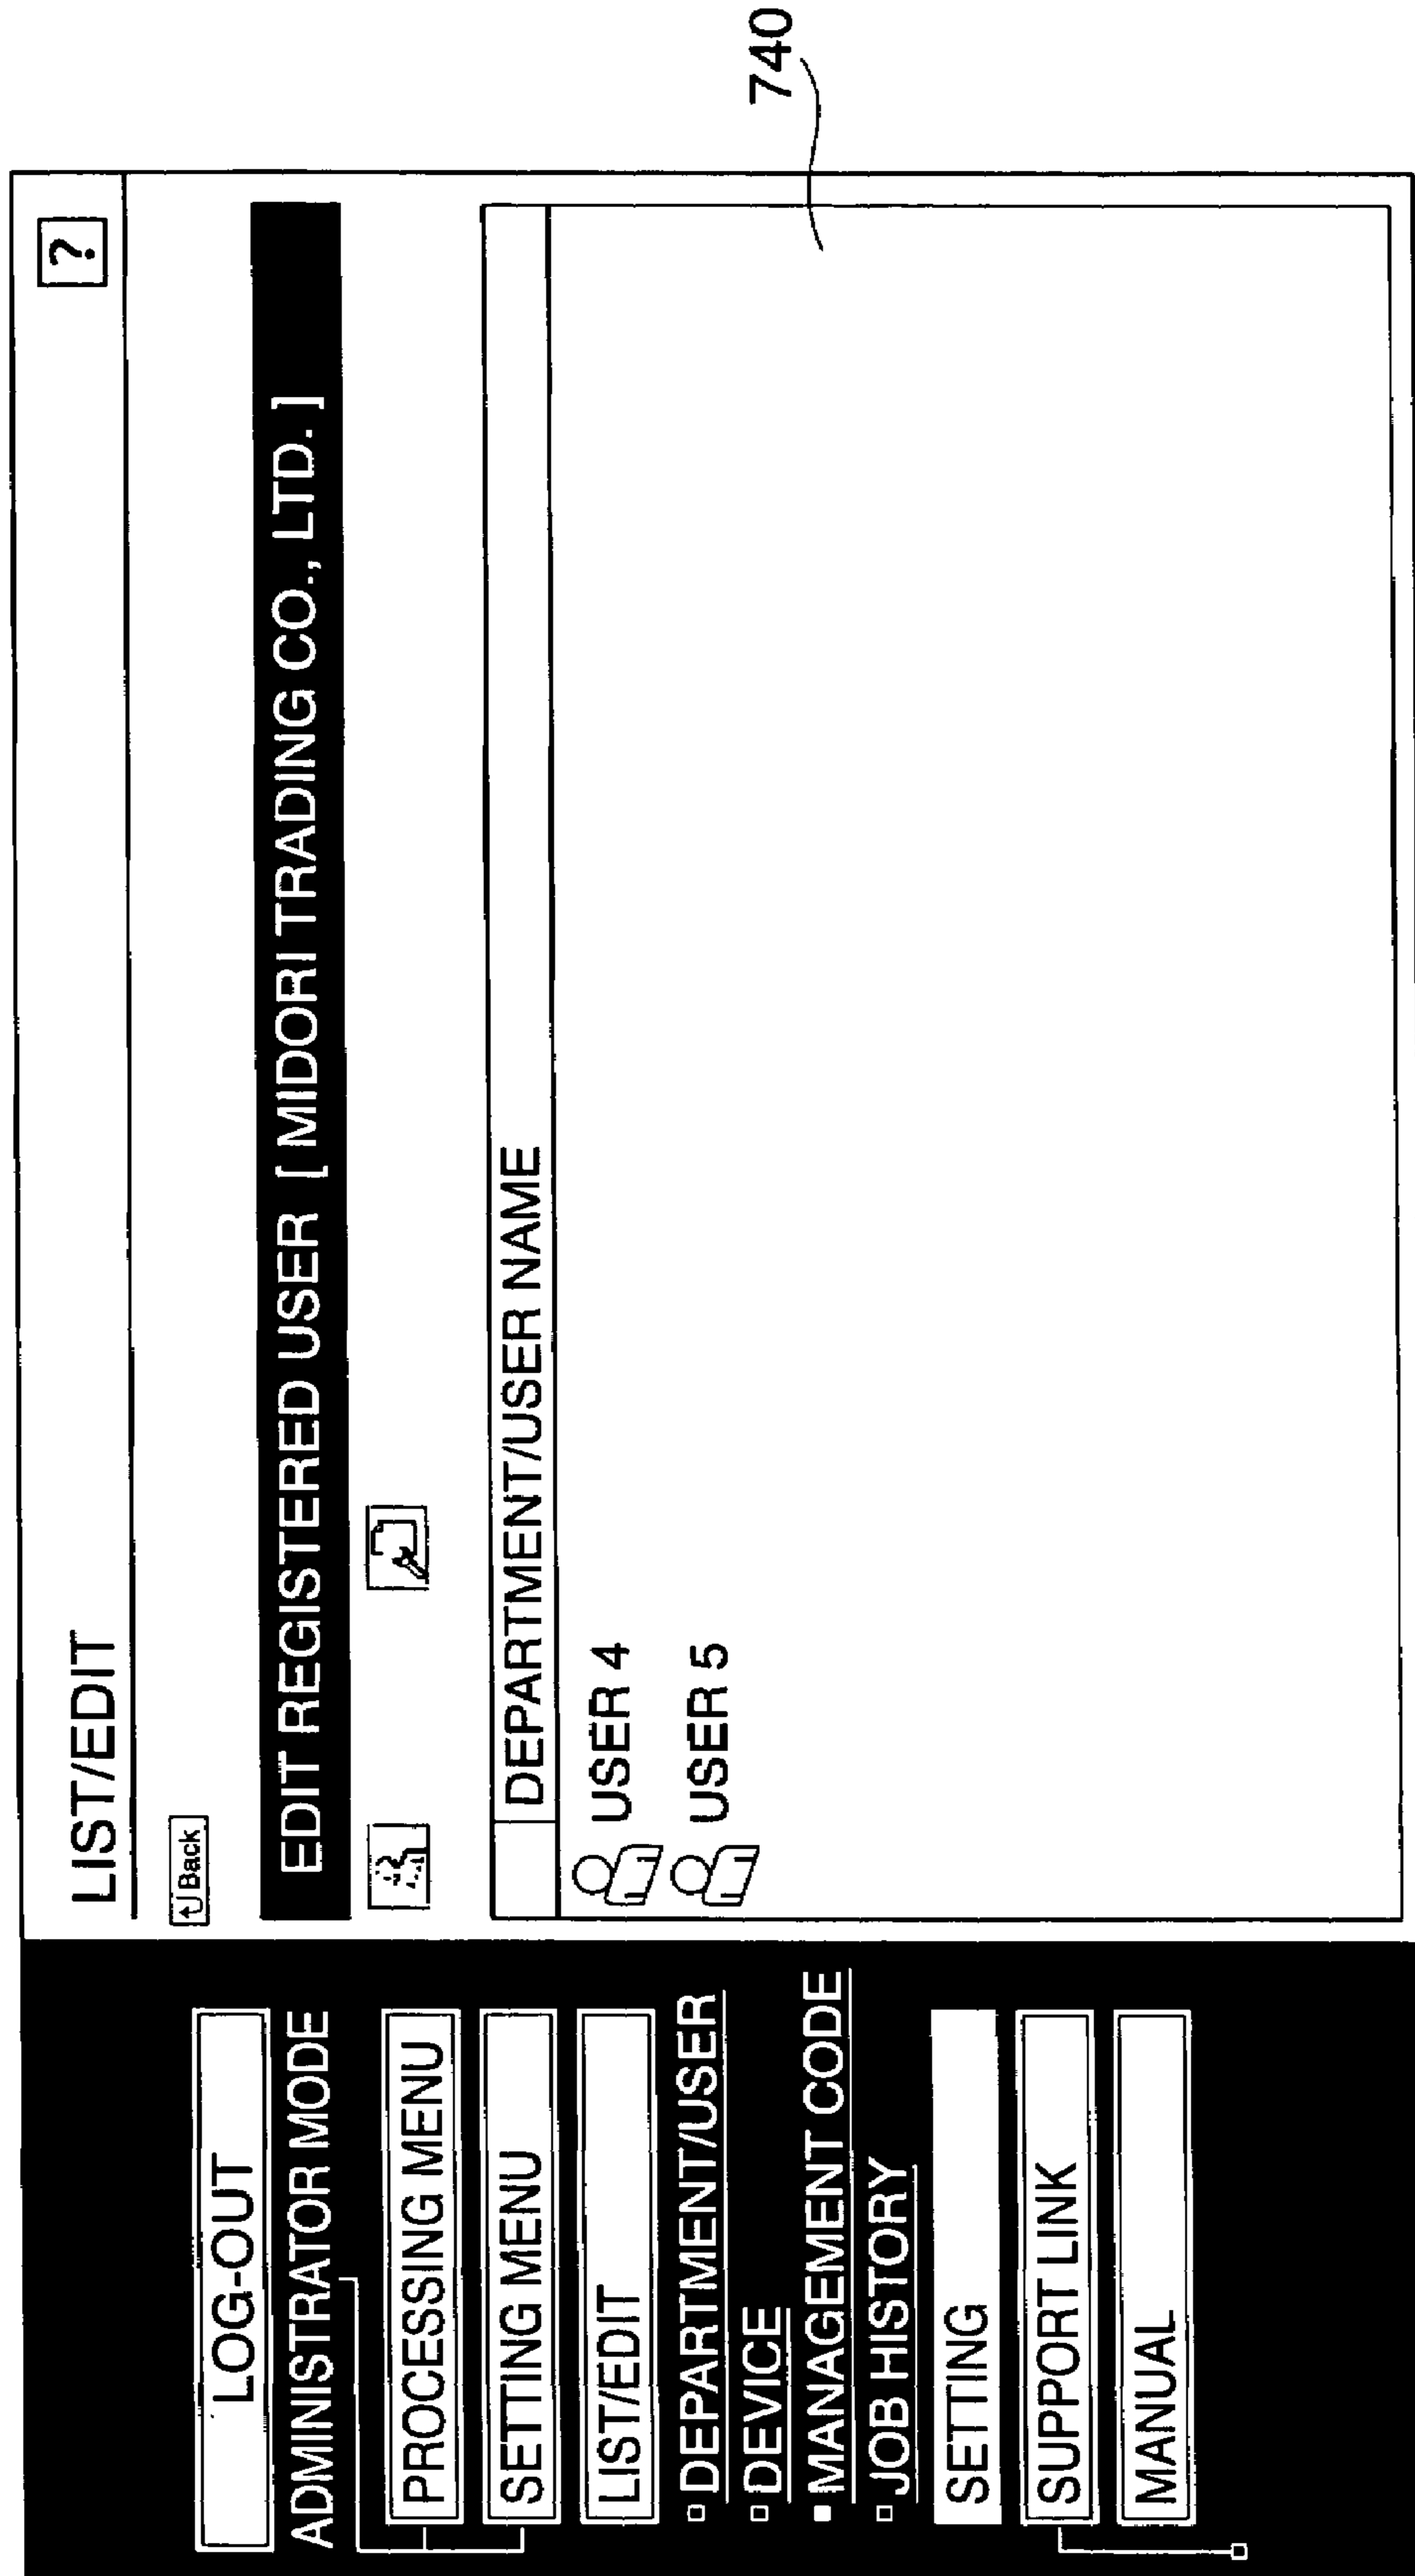 LOG-OUT
ADMINISTRATOR MODE
PROCESSING MENU
SETTING MENU
LIST/EDIT
DEPARTMENT/USER
DEVICE
MANAGEMENT CODE
JOB HISTORY
SETTING
SUPPORT LINK
MANUAL
LIST/EDIT
?
Back
EDIT REGISTERED USER [ MIDORI TRADING CO., LTD. ]
DEPARTMENT/USER NAME
USER 4
USER 5
740